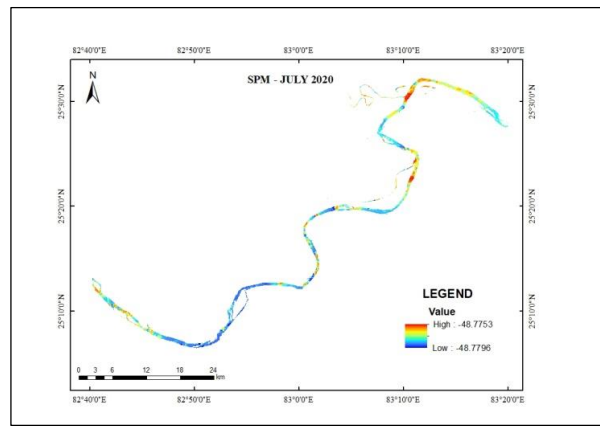 82°40'0"E 82°50'0"E 83°0'0"E 83°10'0"E 83°20'0"E
N
SPM - JULY 2020
25°30'0"N
25°30'0"N
25°20'0"N
25°20'0"N
25°10'0"N
25°10'0"N
LEGEND
Value
High : -48.7753
Low : -48.7796
0 3 6 12 18 24
km
82°40'0"E 82°50'0"E 83°0'0"E 83°10'0"E 83°20'0"E